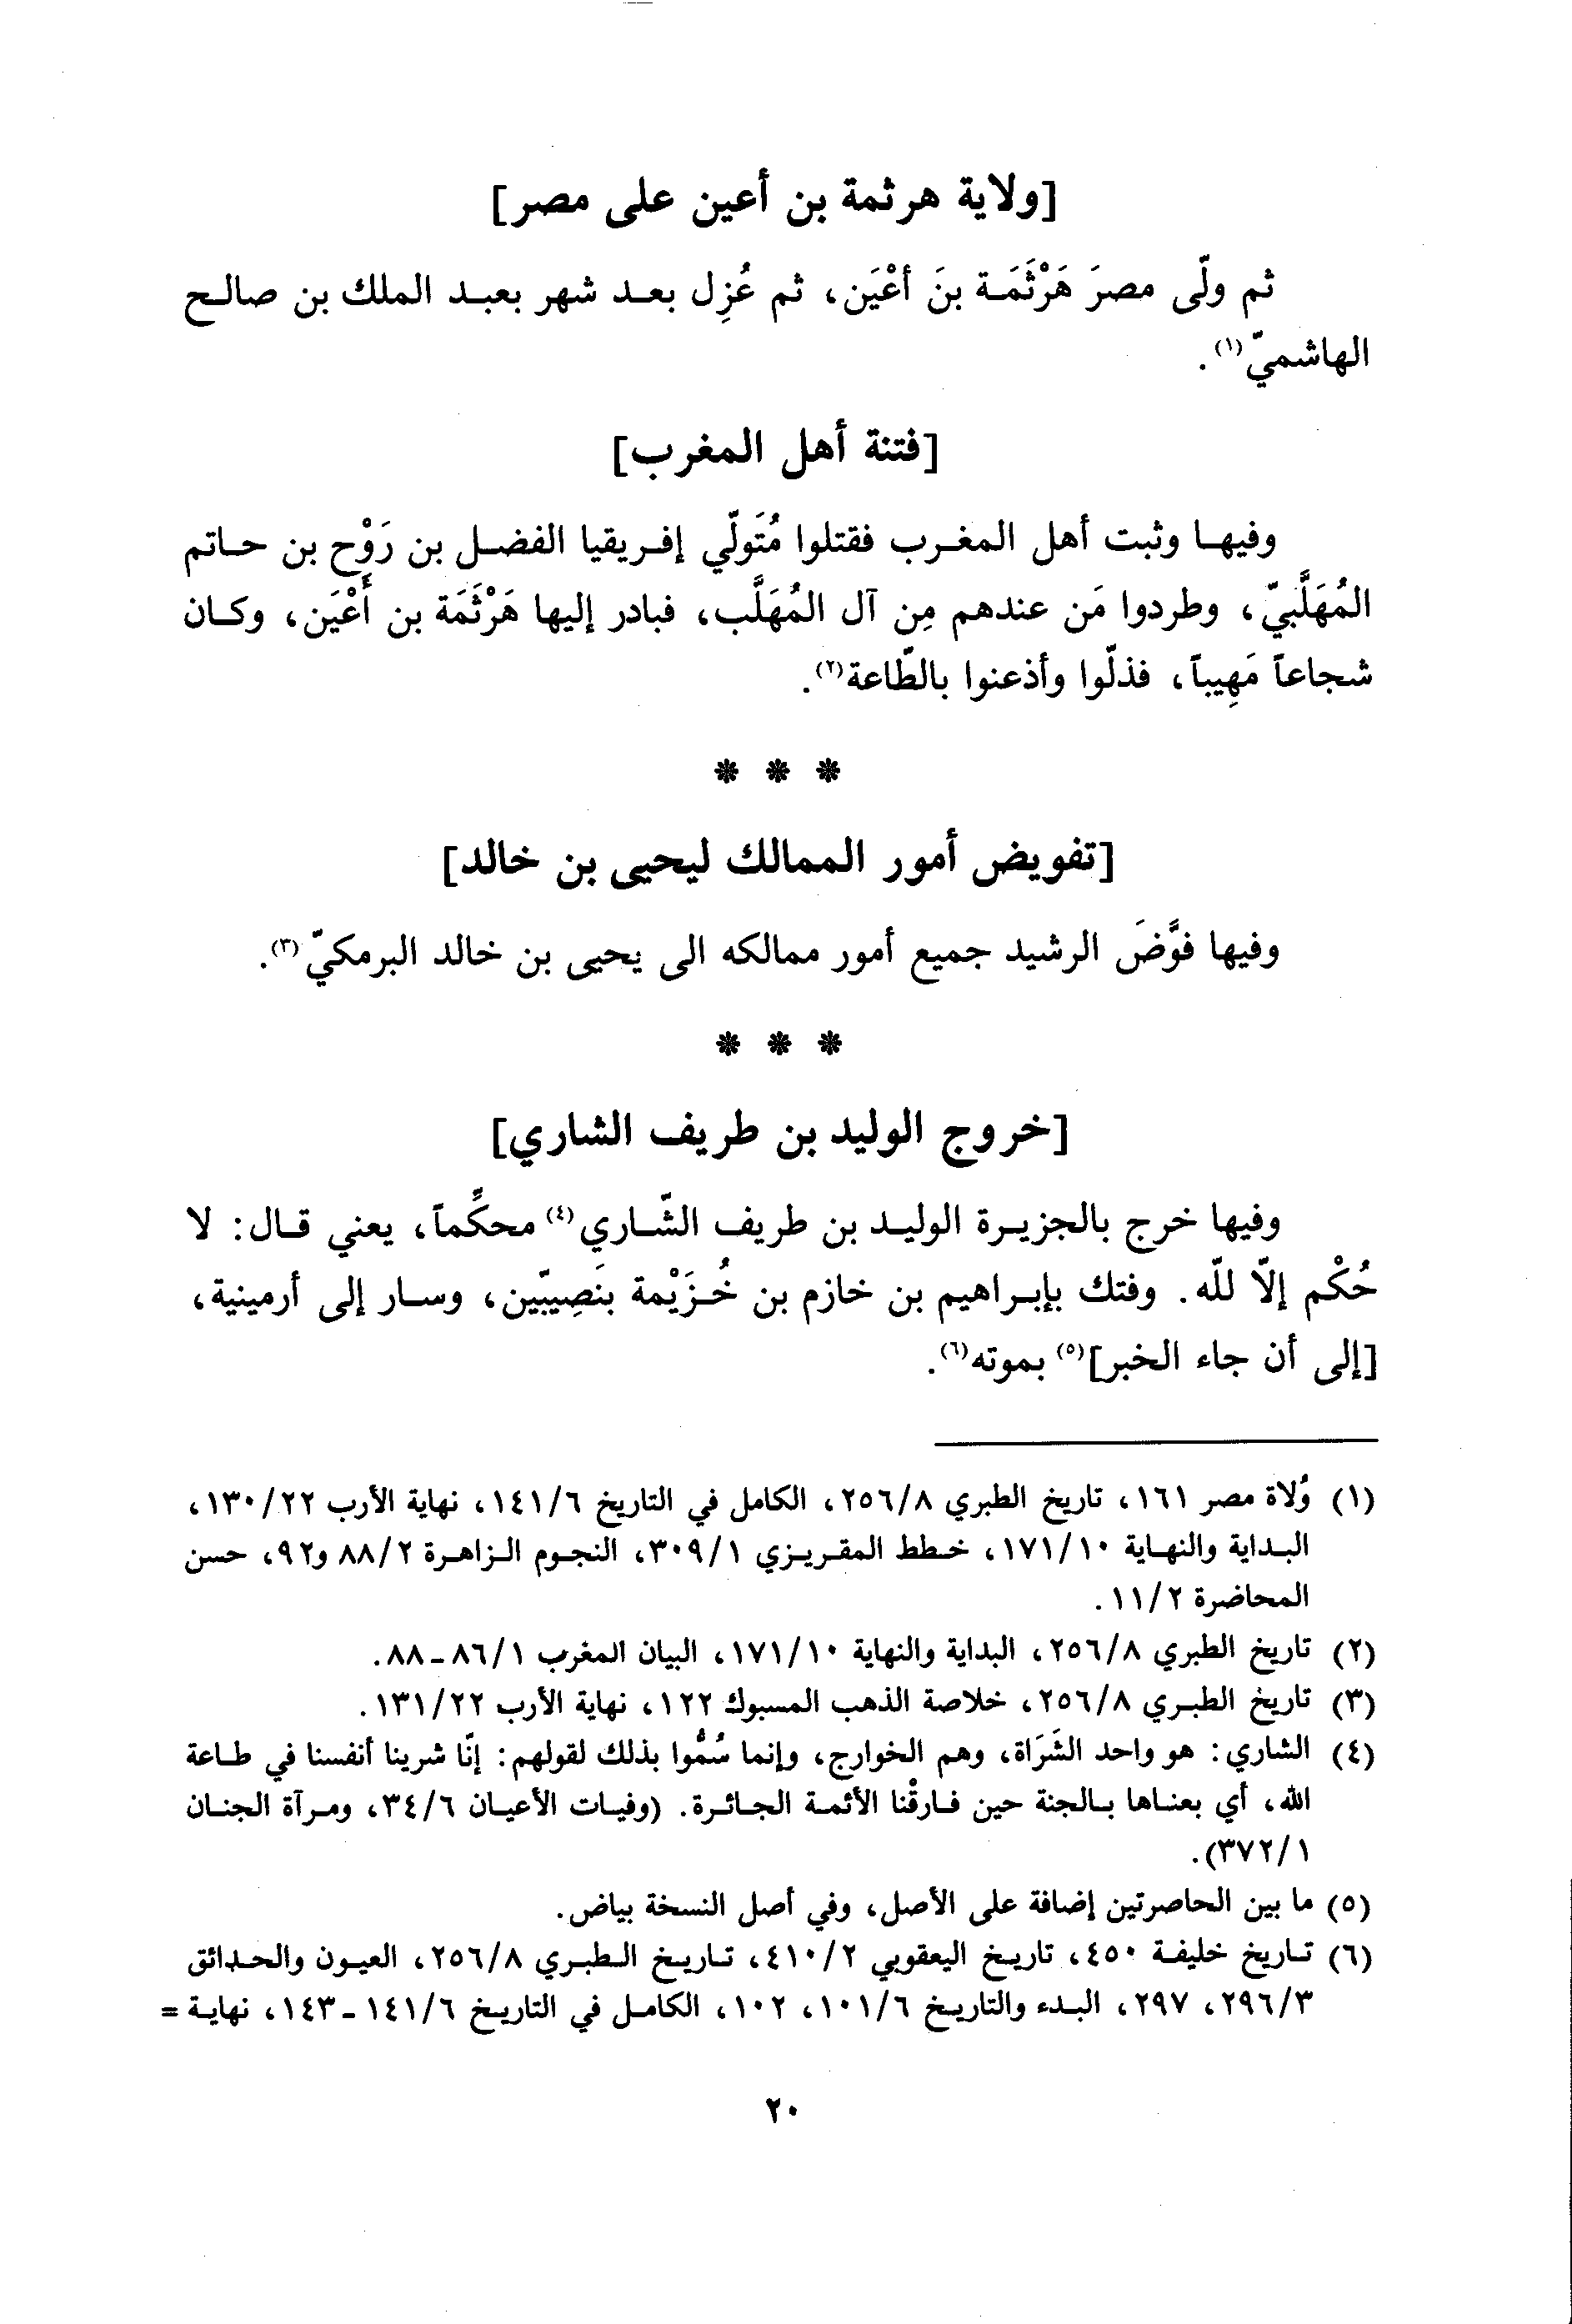 [ولاية هرثمة بن أعين على مصر]
ثم ولّى مصرَ هَرْثَمَة بنَ أعْيَن، ثم عُزِل بعد شهر بعبد الملك بن صالح
الهاشميّ(١).
[فتنة أهل المغرب]
وفيها وثبت أهل المغرب فقتلوا مُتَولّي إفريقيا الفضل بن رَوْح بن حاتم
المُهَلَّبيّ، وطردوا مَن عندهم مِن آل المُهَلَّب، فبادر إليها هَرْثَمَة بن أَعْيَن، وكان
شجاعاً مَهِيباً، فذلّوا وأذعنوا بالطّاعة(٢).
* * *
[تفويض أمور الممالك ليحيى بن خالد]
وفيها فوَّضَ الرشيد جميع أمور ممالكه الى يحيى بن خالد البرمكيّ(٣).
* * *
[خروج الوليد بن طريف الشاري]
وفيها خرج بالجزيرة الوليد بن طريف الشّاري(٤) محكِّماً، يعني قال: لا
حُكْم إلاّ للّه. وفتك بإبراهيم بن خازم بن خُزَيْمة بنَصِيبّين، وسار إلى أرمينية،
[إلى أن جاء الخبر](٥) بموته(٦).
(١) وُلاة مصر ١٦١، تاريخ الطبري ٢٥٦/٨، الكامل في التاريخ ١٤١/٦، نهاية الأرب ١٣٠/٢٢،
البداية والنهاية ١٧١/١٠، خطط المقريزي ٣٠٩/١، النجوم الزاهرة ٨٨/٢ و٩٢، حسن
المحاضرة ١١/٢.
(٢) تاريخ الطبري ٢٥٦/٨، البداية والنهاية ١٧١/١٠، البيان المغرب ٨٦/١ - ٨٨.
(٣) تاريخ الطبري ٢٥٦/٨، خلاصة الذهب المسبوك ١٢٢، نهاية الأرب ١٣١/٢٢.
(٤) الشاري: هو واحد الشَرَاة، وهم الخوارج، وإنما سُمُّوا بذلك لقولهم: إنّا شرينا أنفسنا في طاعة
الله، أي بعناها بالجنة حين فارقْنا الأئمة الجائرة. (وفيات الأعيان ٣٤/٦، ومرآة الجنان
٣٧٢/١).
(٥) ما بين الحاصرتين إضافة على الأصل، وفي أصل النسخة بياض.
(٦) تاريخ خليفة ٤٥٠، تاريخ اليعقوبي ٤١٠/٢، تاريخ الطبري ٢٥٦/٨، العيون والحدائق
٢٩٦/٣، ٢٩٧، البدء والتاريخ ١٠١/٦، ١٠٢، الكامل في التاريخ ١٤١/٦ - ١٤٣، نهاية =
٢٠